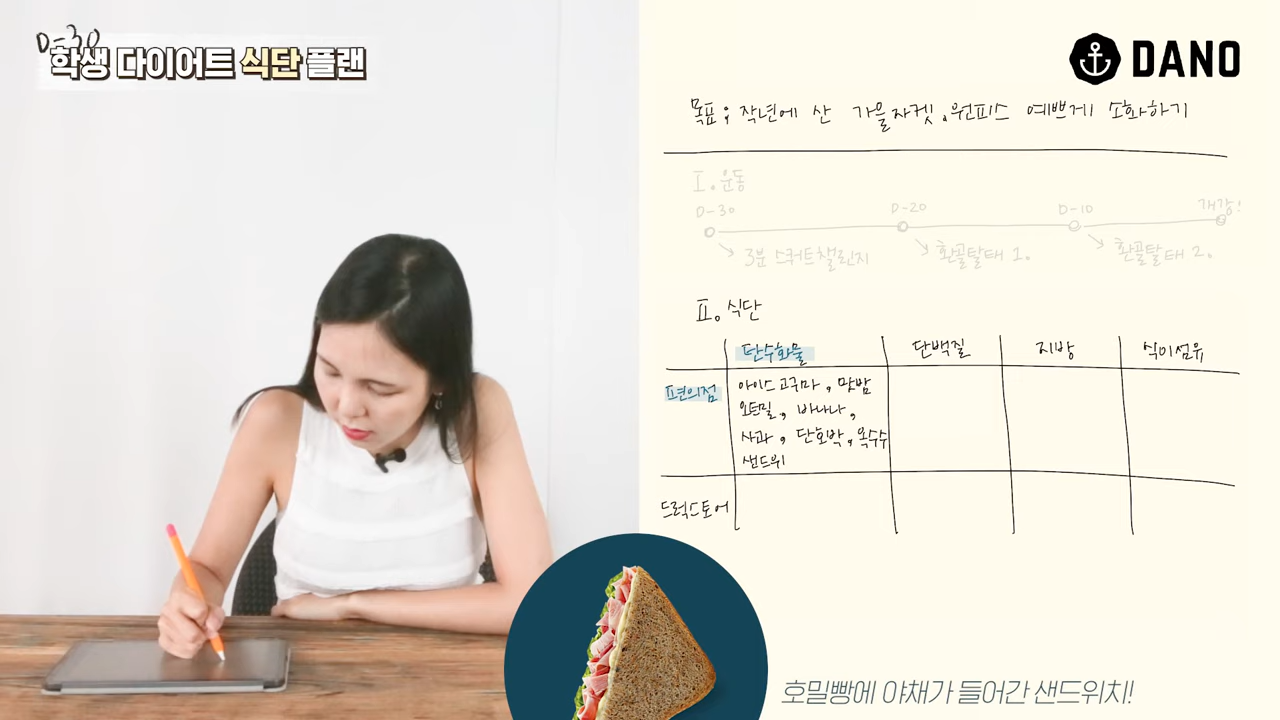 D-30
학생 다이어트 식단 플랜
DANO
목표 : 작년에 산 가을자켓, 원피스 예쁘게 소화하기
I. 운동
D-30 D-20 D-10 개강!
3분 스쿼트챌린지 환골탈태 1. 환골탈태 2.
II. 식단
탄수화물 단백질 지방 식이섬유
편의점
아이스 고구마, 맛밤
오트밀, 바나나,
사과, 단호박, 옥수수
샌드위
드럭스토어
호밀빵에 야채가 들어간 샌드위치!